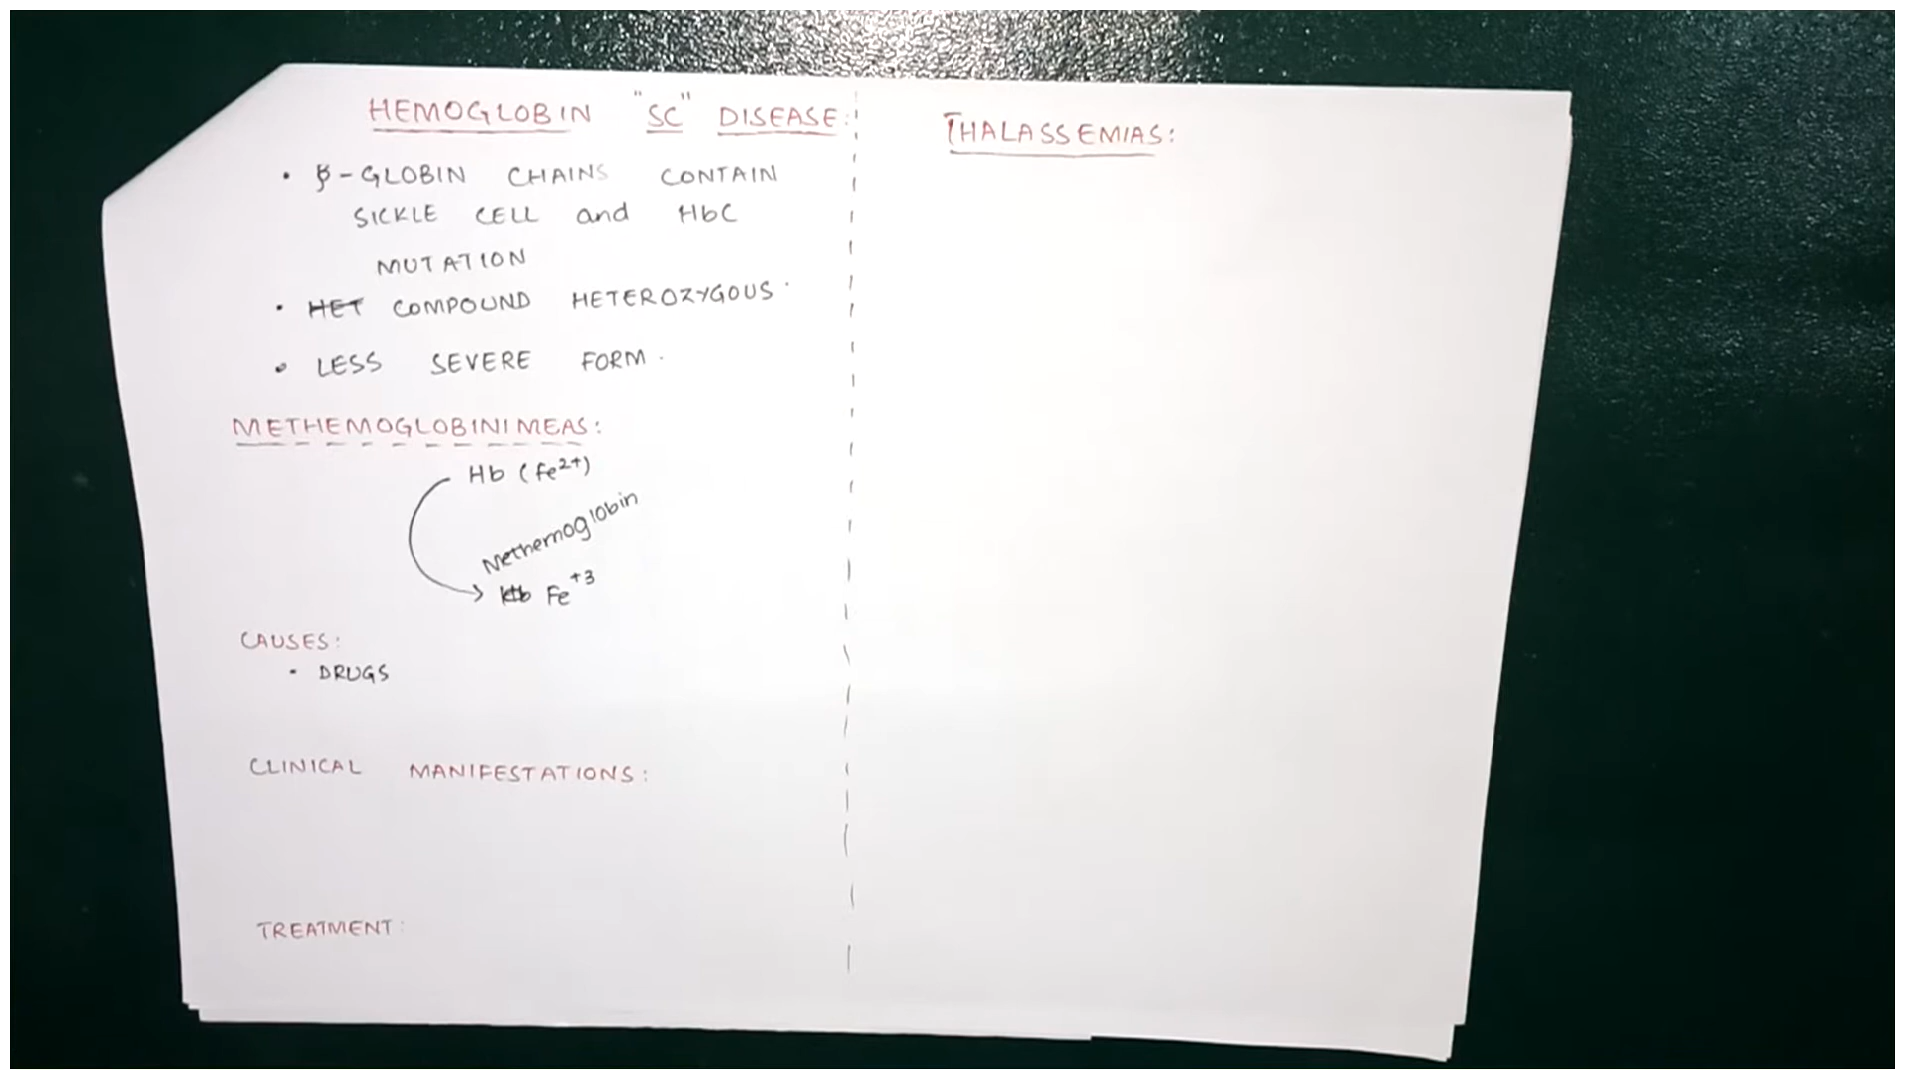 HEMOGLOBIN "SC" DISEASE:
• β-GLOBIN CHAINS CONTAIN
SICKLE CELL and HbC
MUTATION
• HET COMPOUND HETEROZYGOUS.
• LESS SEVERE FORM.
METHEMOGLOBINIMEAS:
Hb (Fe2+)
Methemoglobin
Hb Fe+3
CAUSES:
• DRUGS
CLINICAL MANIFESTATIONS:
TREATMENT:
THALASSEMIAS: